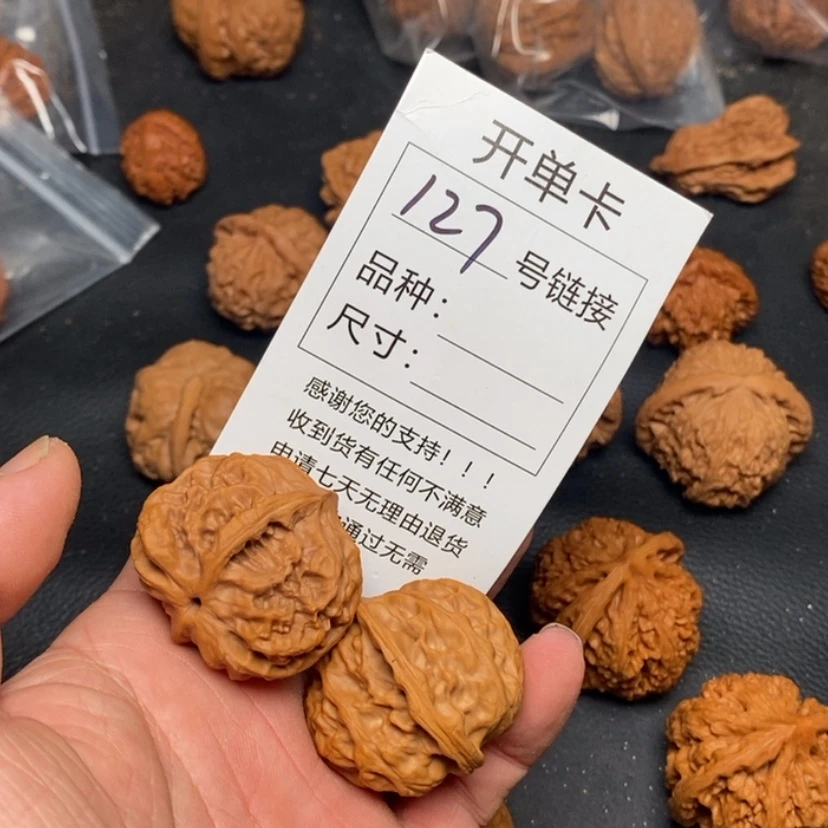 开单卡
127 号链接
品种：
尺寸：
感谢您的支持！！！
收到货有任何不满意
申请七天无理由退货
通过无需